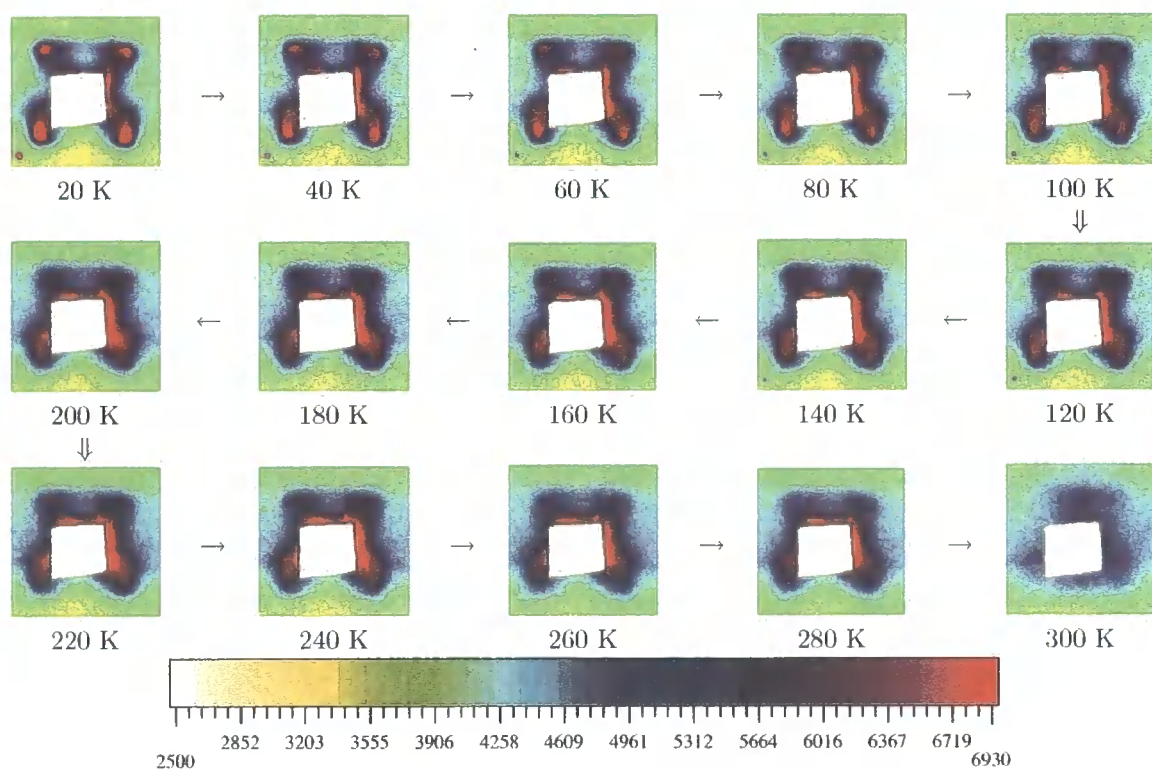 20 K → 40 K → 60 K → 80 K → 100 K
⇓
200 K ← 180 K ← 160 K ← 140 K ← 120 K
⇓
220 K → 240 K → 260 K → 280 K → 300 K
2500 2852 3203 3555 3906 4258 4609 4961 5312 5664 6016 6367 6719 6930